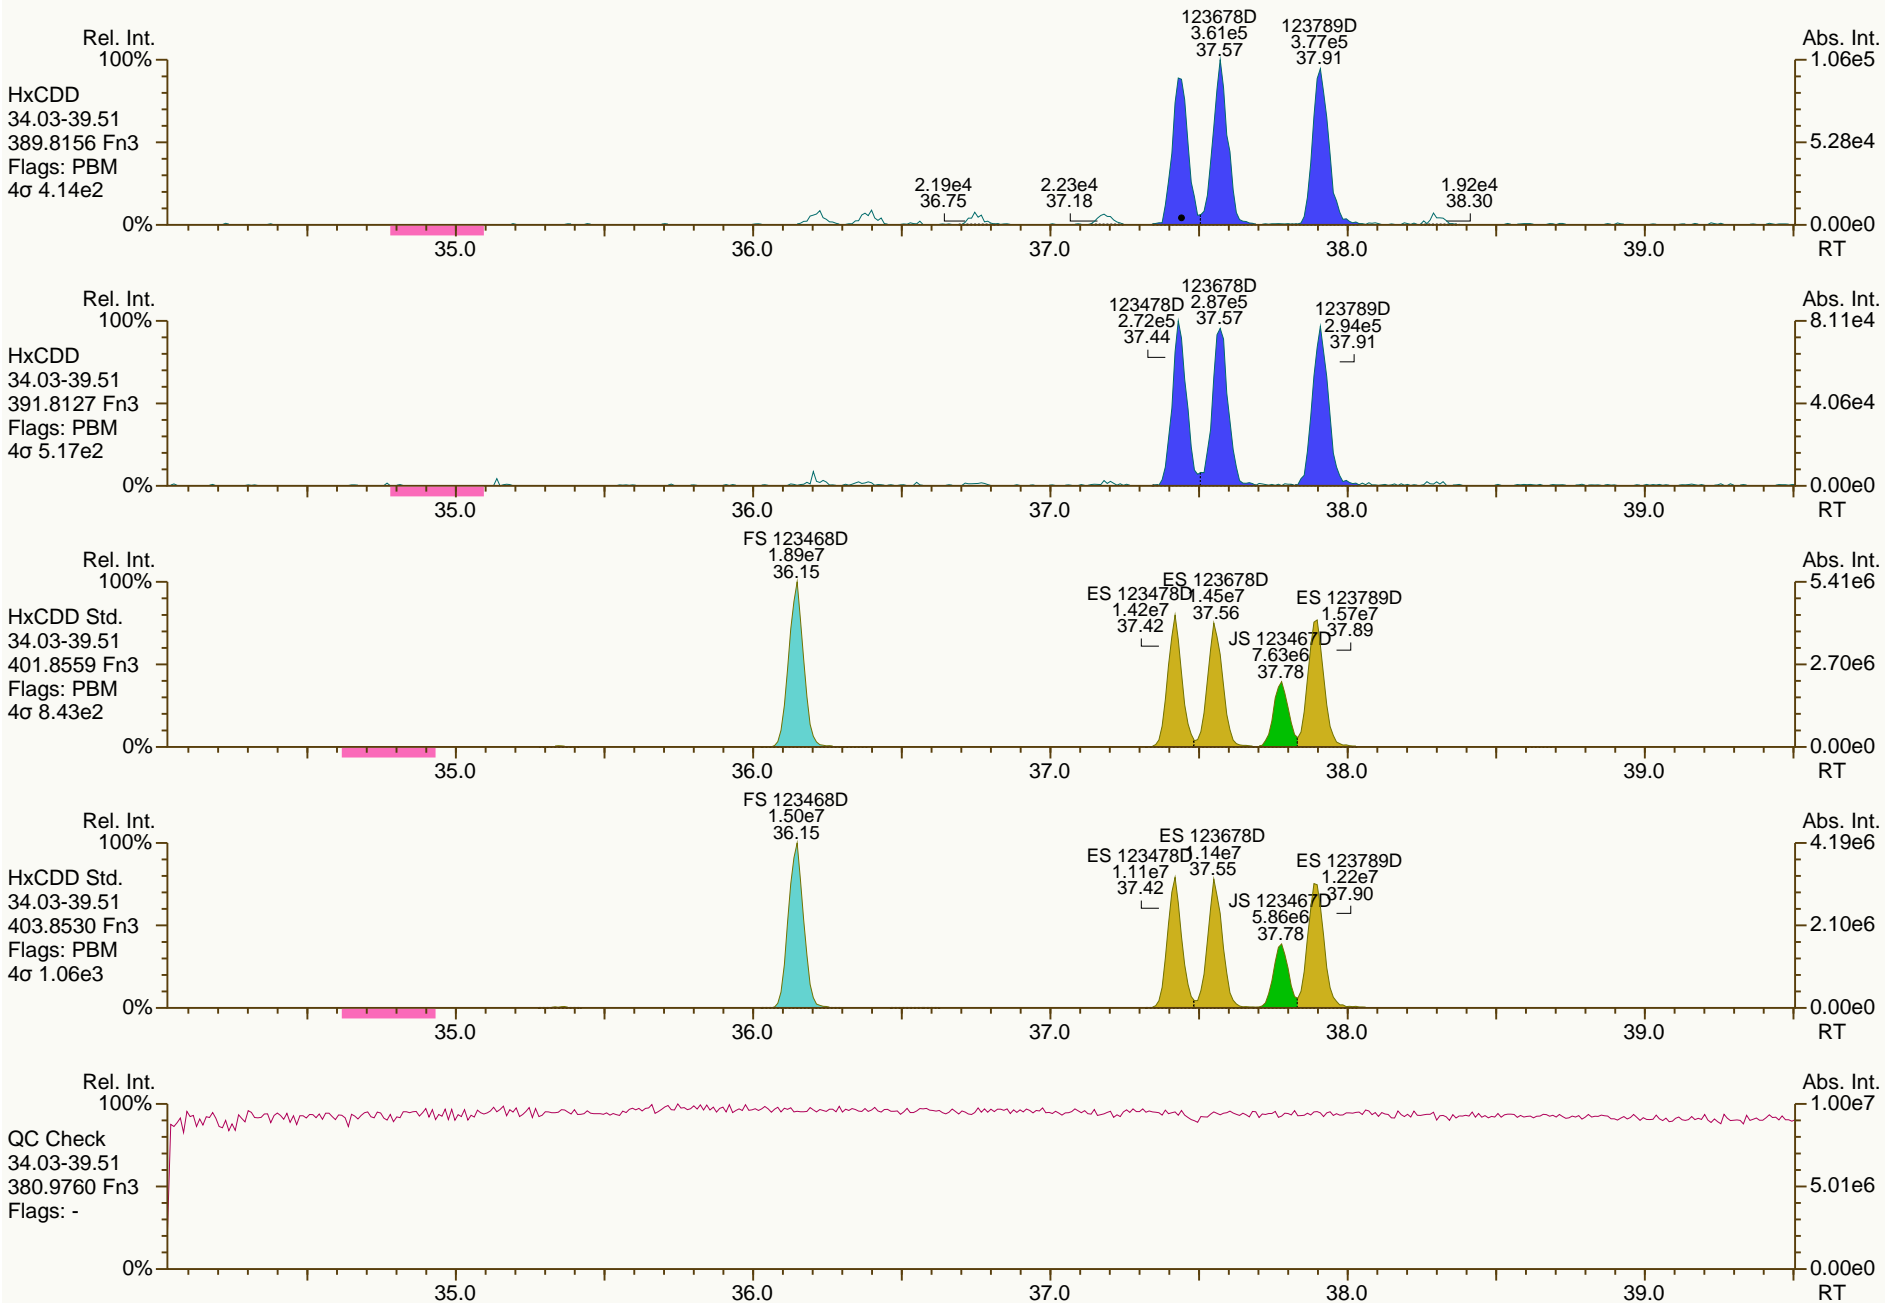 Rel. Int.
100%
0%
HxCDD
34.03-39.51
389.8156 Fn3
Flags: PBM
4σ 4.14e2
2.19e4
36.75
2.23e4
37.18
123678D
3.61e5
37.57
123789D
3.77e5
37.91
1.92e4
38.30
Abs. Int.
1.06e5
5.28e4
0.00e0
35.0 36.0 37.0 38.0 39.0 RT
Rel. Int.
100%
0%
HxCDD
34.03-39.51
391.8127 Fn3
Flags: PBM
4σ 5.17e2
123478D
2.72e5
37.44
123678D
2.87e5
37.57
123789D
2.94e5
37.91
Abs. Int.
8.11e4
4.06e4
0.00e0
35.0 36.0 37.0 38.0 39.0 RT
Rel. Int.
100%
0%
HxCDD Std.
34.03-39.51
401.8559 Fn3
Flags: PBM
4σ 8.43e2
FS 123468D
1.89e7
36.15
ES 123478D
1.42e7
37.42
ES 123678D
1.45e7
37.56
JS 123467D
7.63e6
37.78
ES 123789D
1.57e7
37.89
Abs. Int.
5.41e6
2.70e6
0.00e0
35.0 36.0 37.0 38.0 39.0 RT
Rel. Int.
100%
0%
HxCDD Std.
34.03-39.51
403.8530 Fn3
Flags: PBM
4σ 1.06e3
FS 123468D
1.50e7
36.15
ES 123478D
1.11e7
37.42
ES 123678D
1.14e7
37.55
JS 123467D
5.86e6
37.78
ES 123789D
1.22e7
37.90
Abs. Int.
4.19e6
2.10e6
0.00e0
35.0 36.0 37.0 38.0 39.0 RT
Rel. Int.
100%
0%
QC Check
34.03-39.51
380.9760 Fn3
Flags: -
Abs. Int.
1.00e7
5.01e6
0.00e0
35.0 36.0 37.0 38.0 39.0 RT